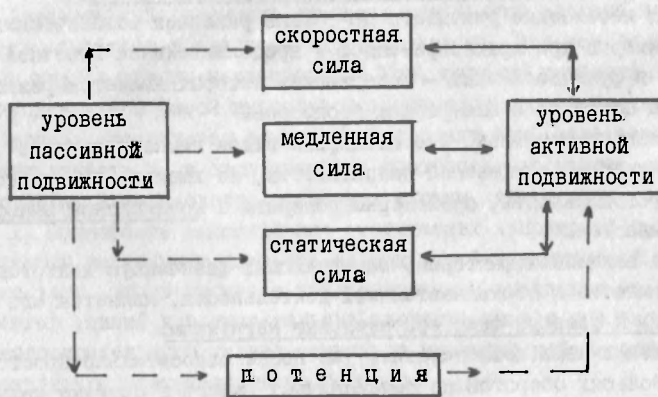 скоростная
сила
уровень
пассивной
подвижности
медленная
сила
уровень
активной
подвижности
статическая
сила
потенция